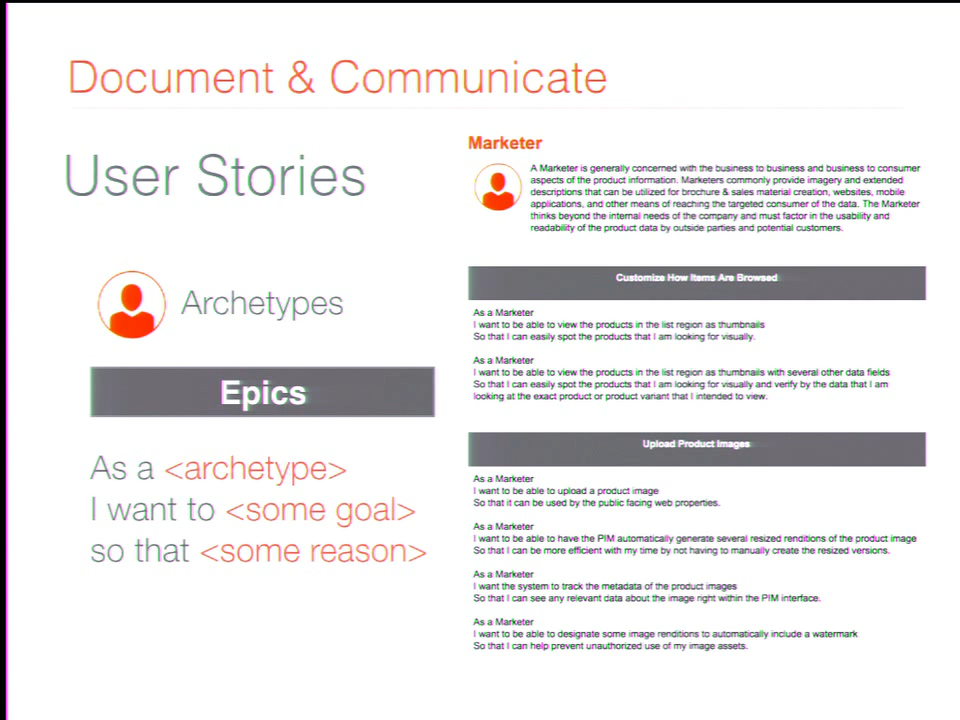 Document & Communicate
User Stories
Archetypes
Epics
As a <archetype>
I want to <some goal>
so that <some reason>
Marketer
A Marketer is generally concerned with the business to business and business to consumer
aspects of the product information. Marketers commonly provide imagery and extended
descriptions that can be utilized for brochure & sales material creation, websites, mobile
applications, and other means of reaching the targeted consumer of the data. The Marketer
thinks beyond the internal needs of the company and must factor in the usability and
readability of the product data by outside parties and potential customers.
Customize How Items Are Browsed
As a Marketer
I want to be able to view the products in the list region as thumbnails
So that I can easily spot the products that I am looking for visually.
As a Marketer
I want to be able to view the products in the list region as thumbnails with several other data fields
So that I can easily spot the products that I am looking for visually and verify by the data that I am
looking at the exact product or product variant that I intended to view.
Upload Product Images
As a Marketer
I want to be able to upload a product image
So that it can be used by the public facing web properties.
As a Marketer
I want to be able to have the PIM automatically generate several resized renditions of the product image
So that I can be more efficient with my time by not having to manually create the resized versions.
As a Marketer
I want the system to track the metadata of the product images
So that I can see any relevant data about the image right within the PIM interface.
As a Marketer
I want to be able to designate some image renditions to automatically include a watermark
So that I can help prevent unauthorized use of my image assets.